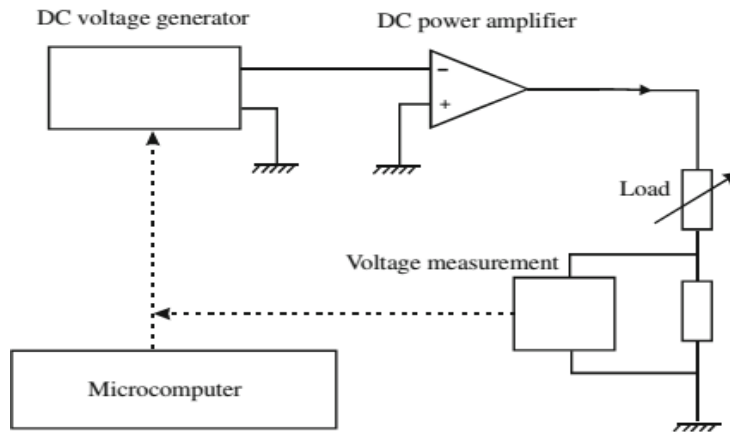 DC voltage generator
DC power amplifier
−
+
Load
Voltage measurement
Microcomputer